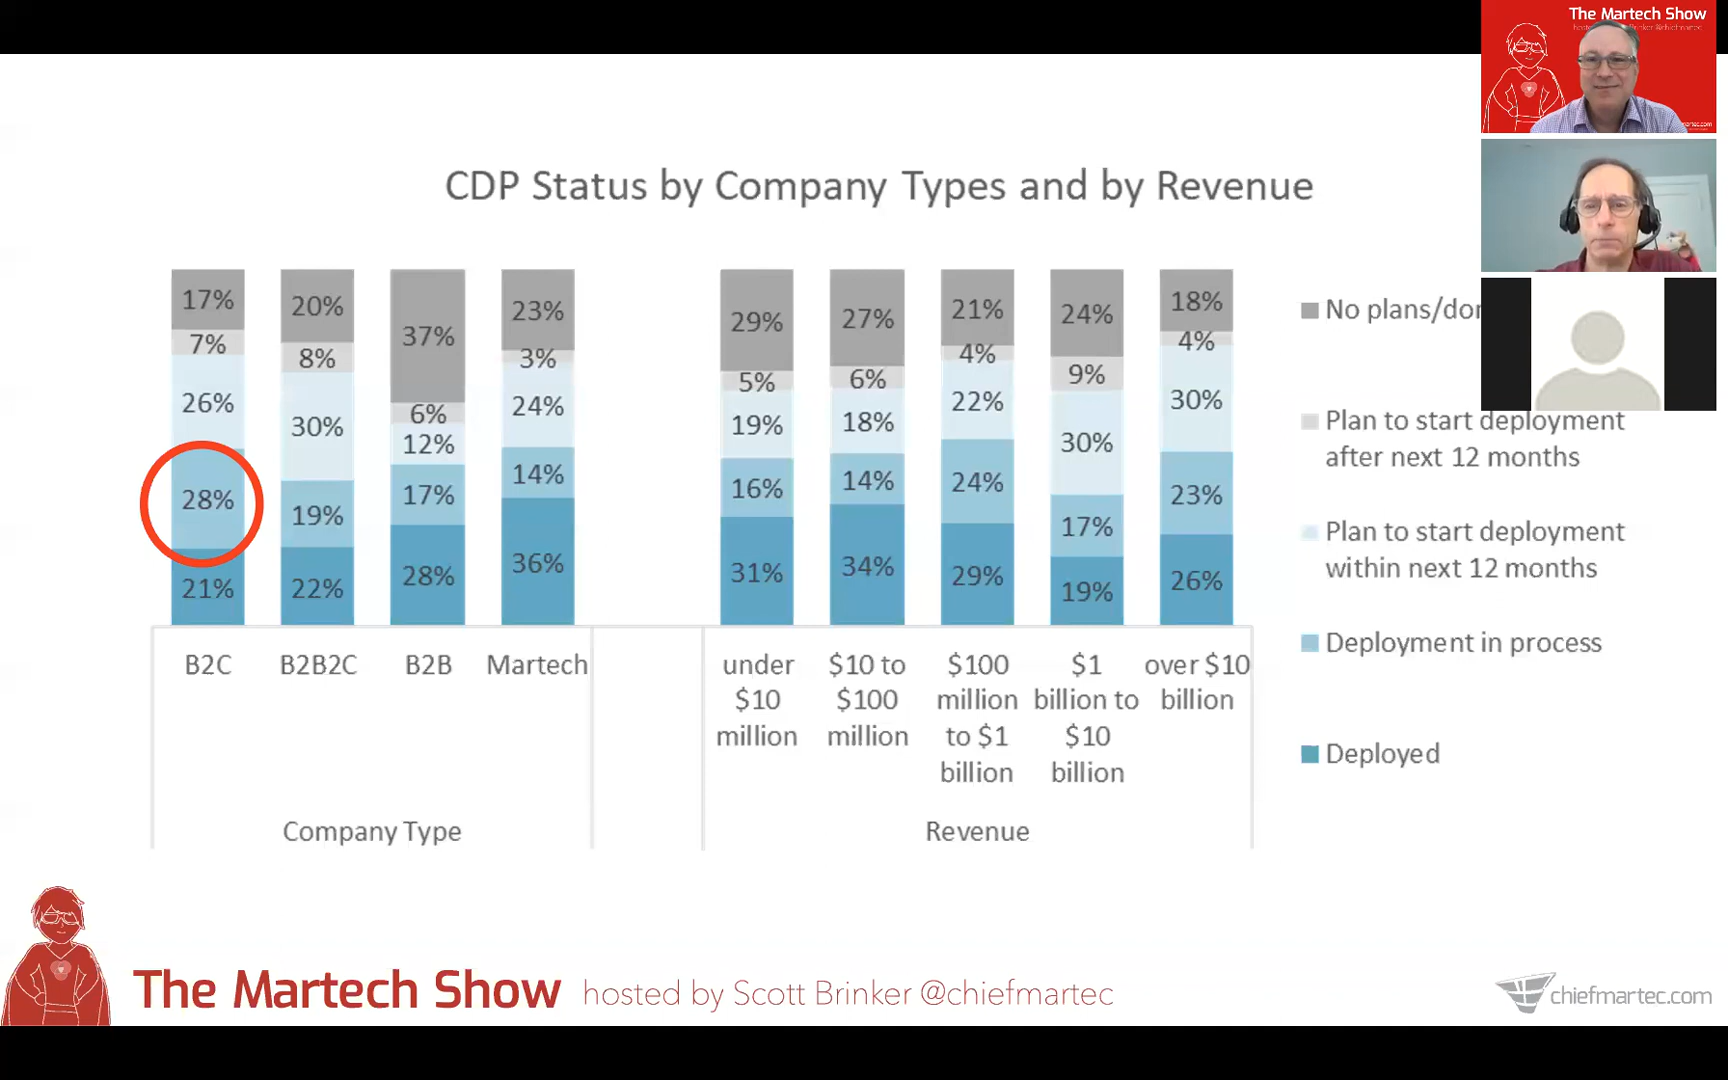 The Martech Show
CDP Status by Company Types and by Revenue
17%
7%
26%
28%
21%
20%
8%
30%
19%
22%
37%
6%
12%
17%
28%
23%
3%
24%
14%
36%
29%
5%
19%
16%
31%
27%
6%
18%
14%
34%
21%
4%
22%
24%
29%
24%
9%
30%
17%
19%
18%
4%
30%
23%
26%
B2C
B2B2C
B2B
Martech
under
$10
million
$10 to
$100
million
$100
million
to $1
billion
$1
billion to
$10
billion
over $10
billion
Company Type
Revenue
No plans/don
Plan to start deployment
after next 12 months
Plan to start deployment
within next 12 months
Deployment in process
Deployed
The Martech Show hosted by Scott Brinker @chiefmartec
chiefmartec.com